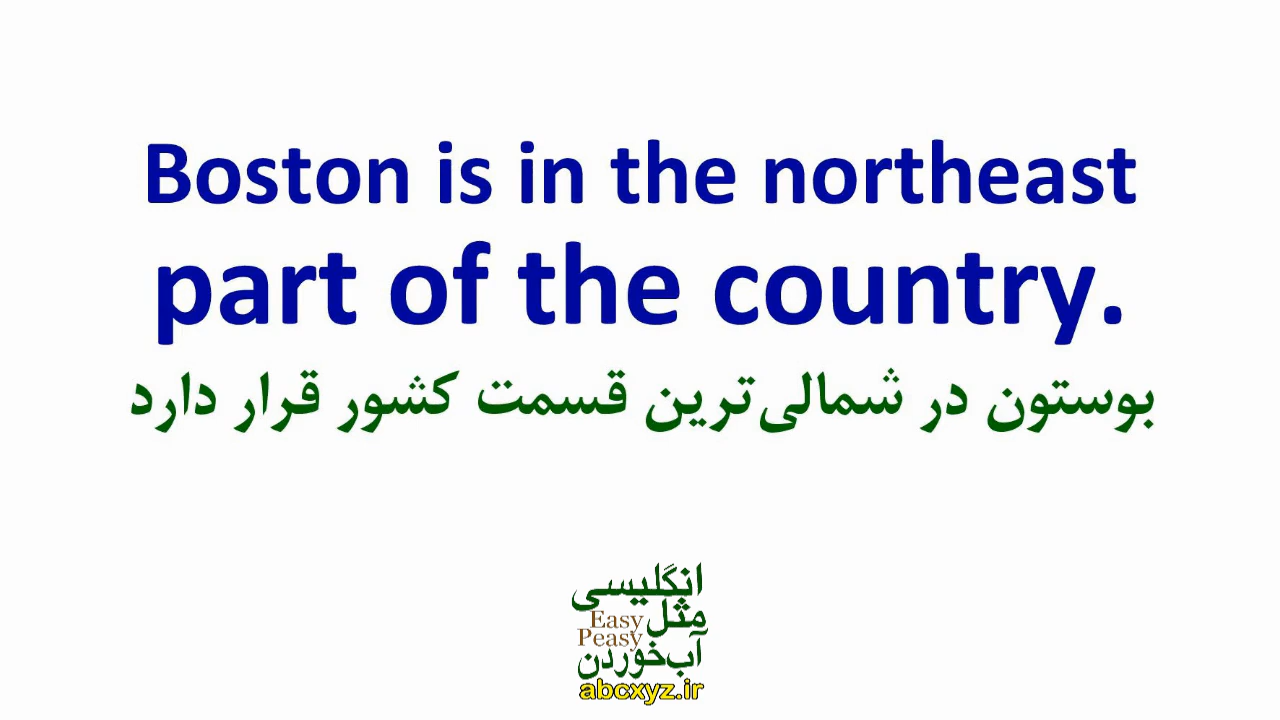 Boston is in the northeast
part of the country.
بوستون در شمالی‌ترین قسمت کشور قرار دارد
انگلیسی
مثل
Easy
Peasy
آب‌خوردن
abcxyz.ir